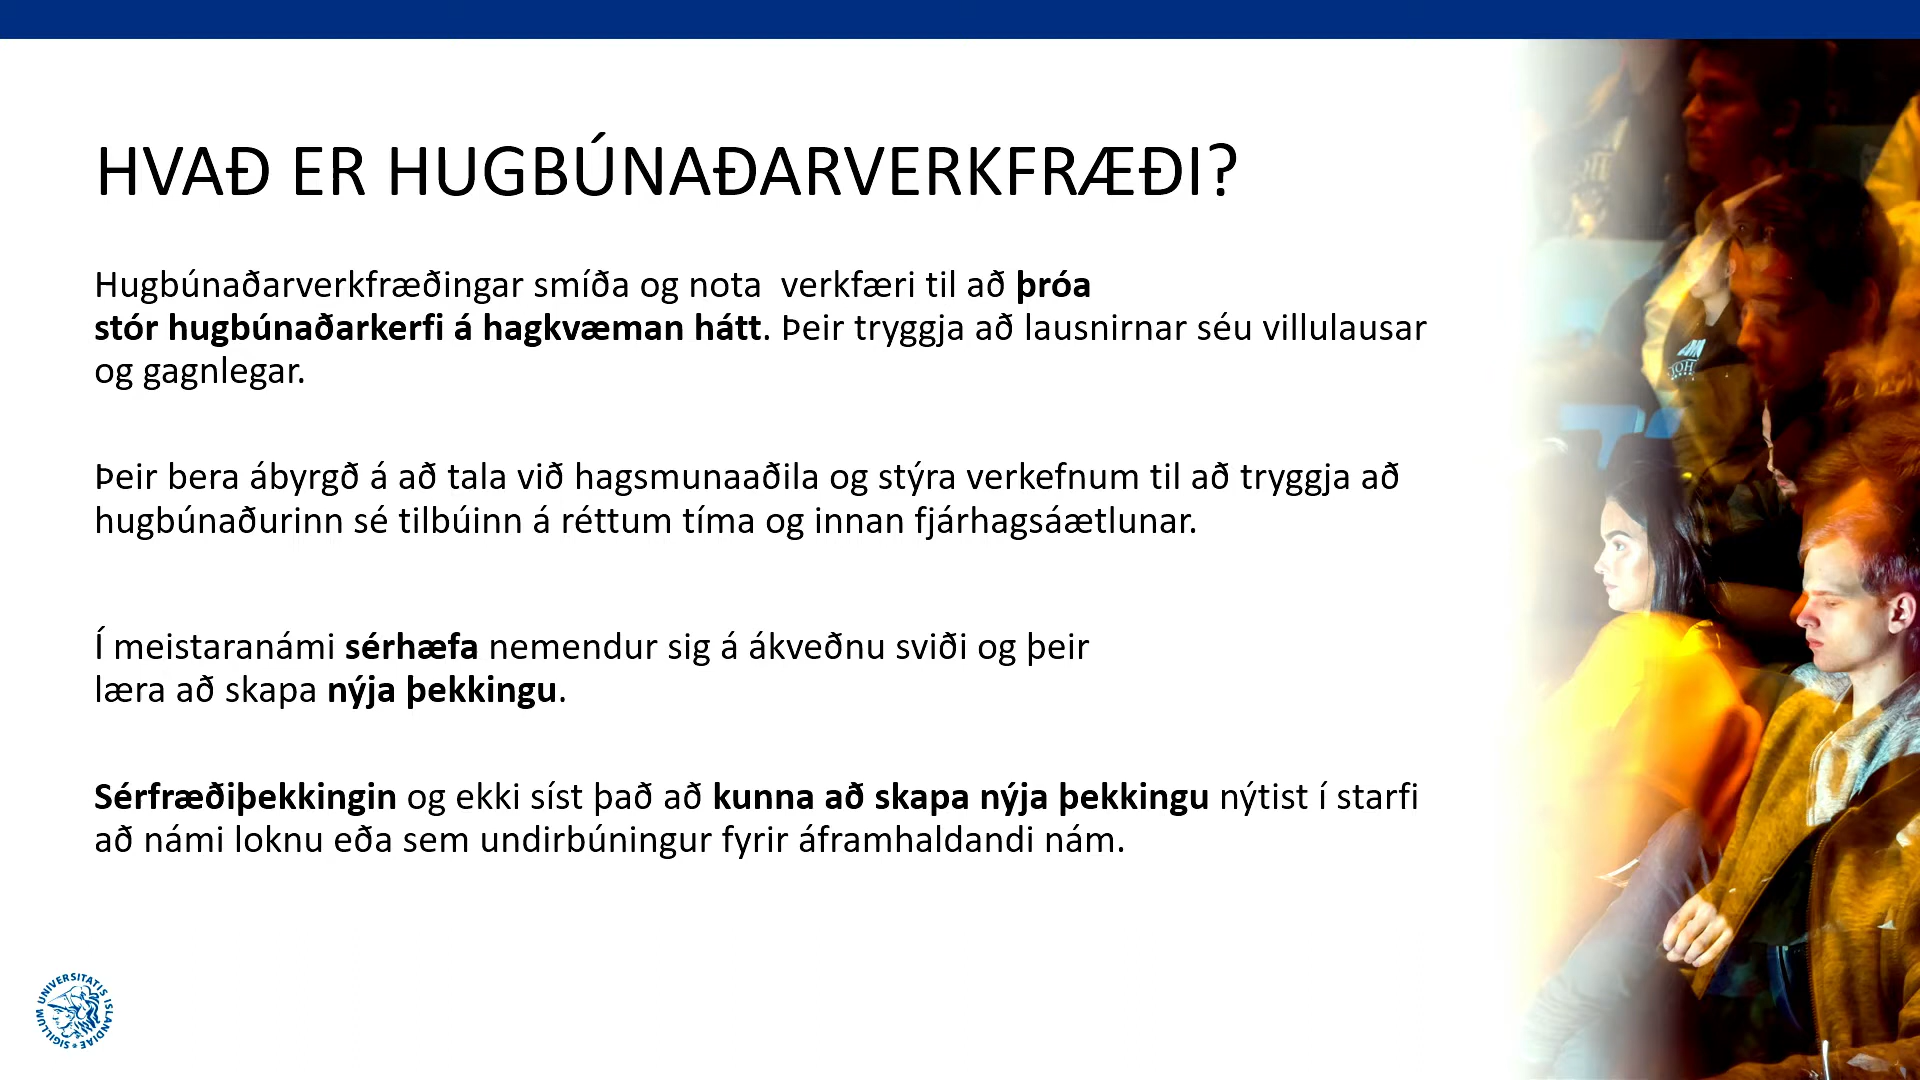 HVAÐ ER HUGBÚNAÐARVERKFRÆÐI?
Hugbúnaðarverkfræðingar smíða og nota  verkfæri til að þróa
stór hugbúnaðarkerfi á hagkvæman hátt. Þeir tryggja að lausnirnar séu villulausar
og gagnlegar.
Þeir bera ábyrgð á að tala við hagsmunaaðila og stýra verkefnum til að tryggja að
hugbúnaðurinn sé tilbúinn á réttum tíma og innan fjárhagsáætlunar.
Í meistaranámi sérhæfa nemendur sig á ákveðnu sviði og þeir
læra að skapa nýja þekkingu.
Sérfræðiþekkingin og ekki síst það að kunna að skapa nýja þekkingu nýtist í starfi
að námi loknu eða sem undirbúningur fyrir áframhaldandi nám.
SIGILLUM UNIVERSITATIS ISLANDIAE